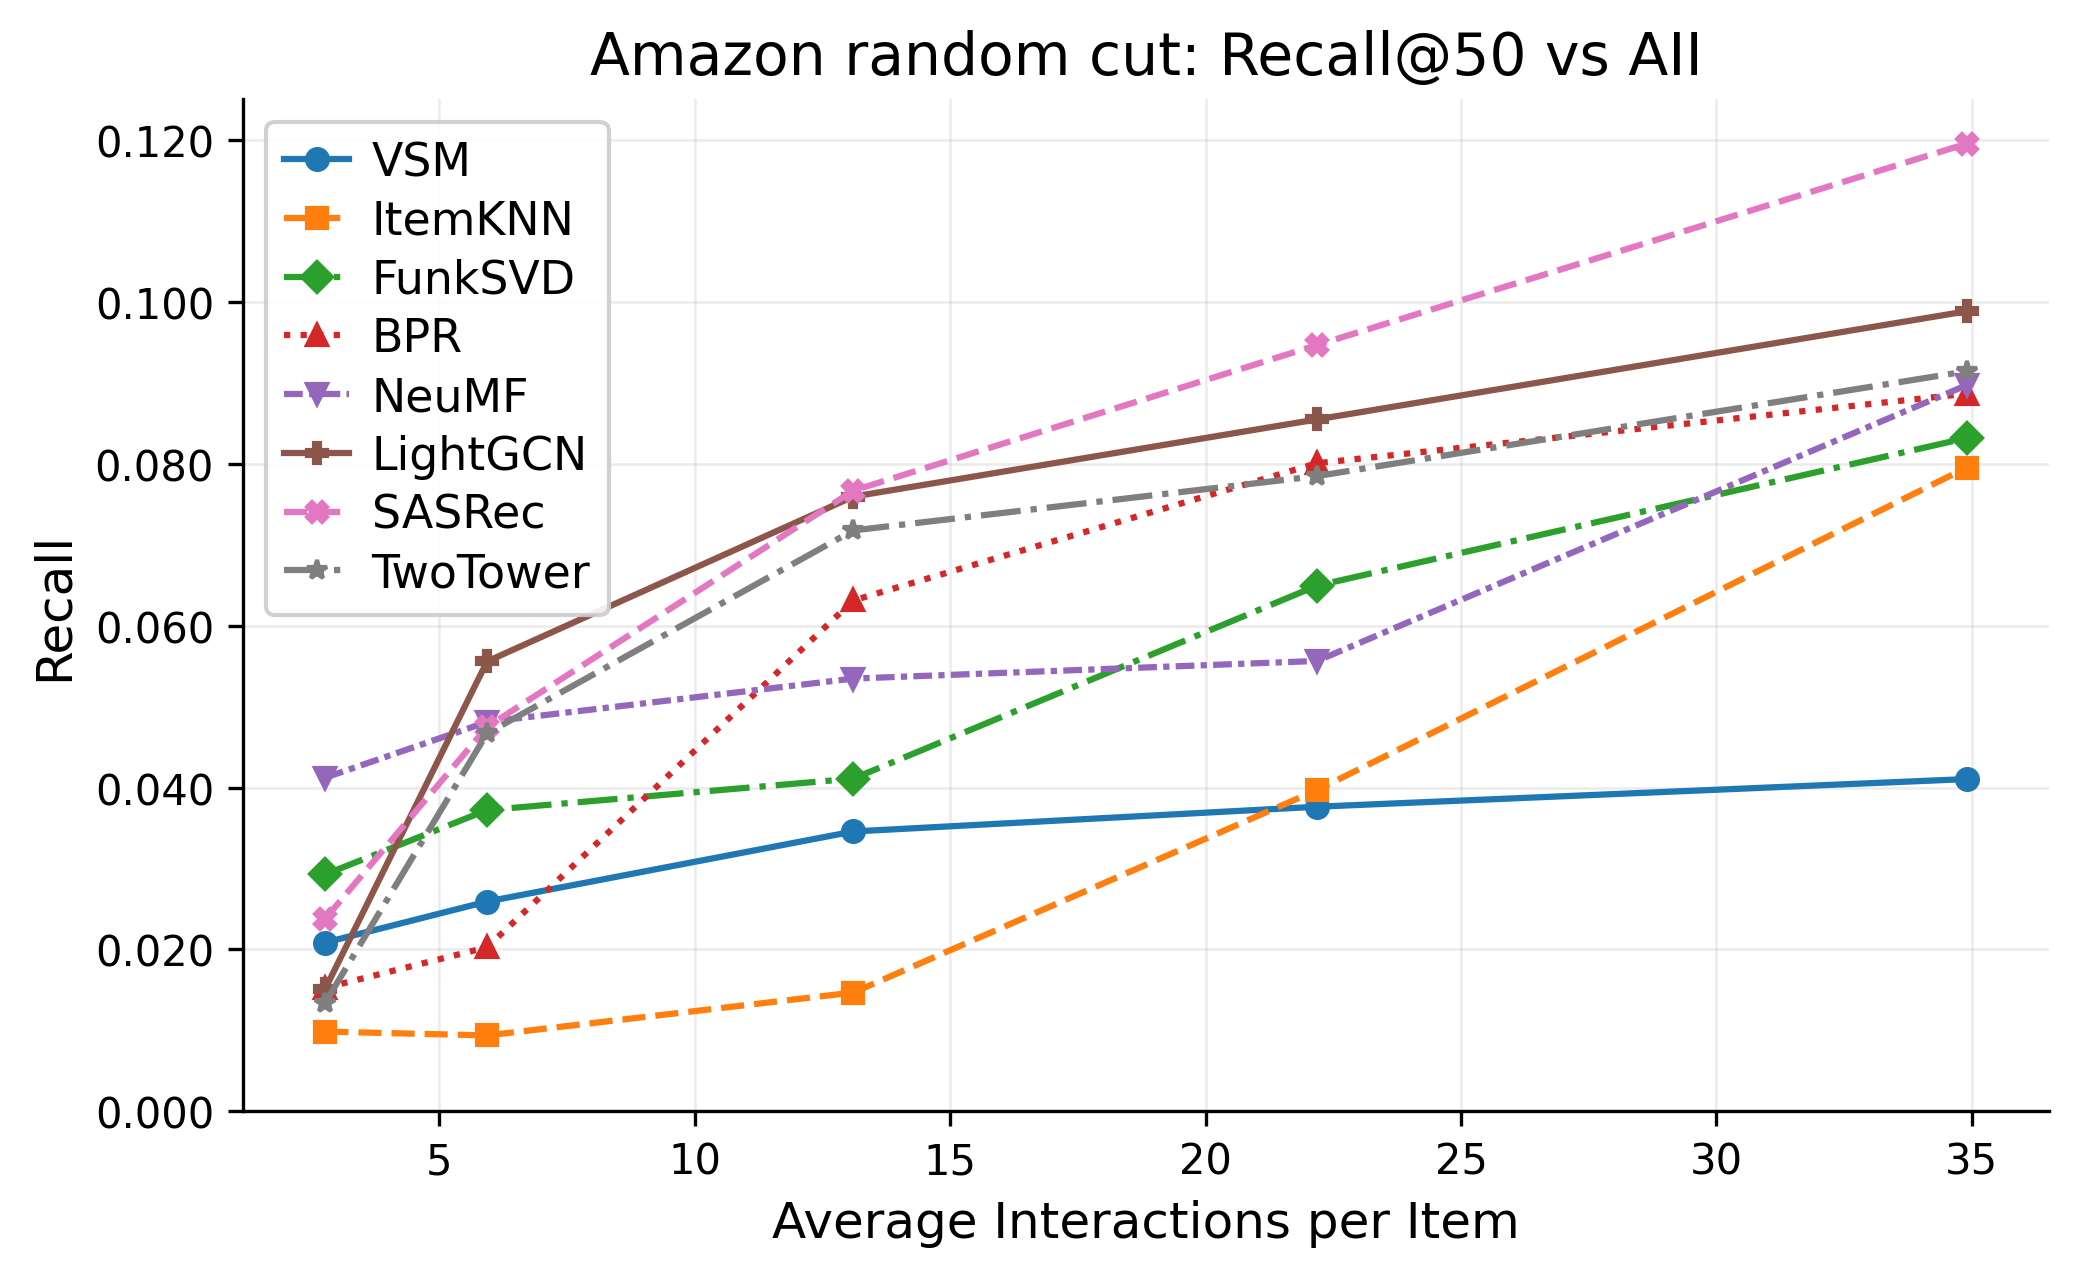 Amazon random cut: Recall@50 vs AII
VSM
ItemKNN
FunkSVD
BPR
NeuMF
LightGCN
SASRec
TwoTower
Recall
0.120
0.100
0.080
0.060
0.040
0.020
0.000
5 10 15 20 25 30 35
Average Interactions per Item